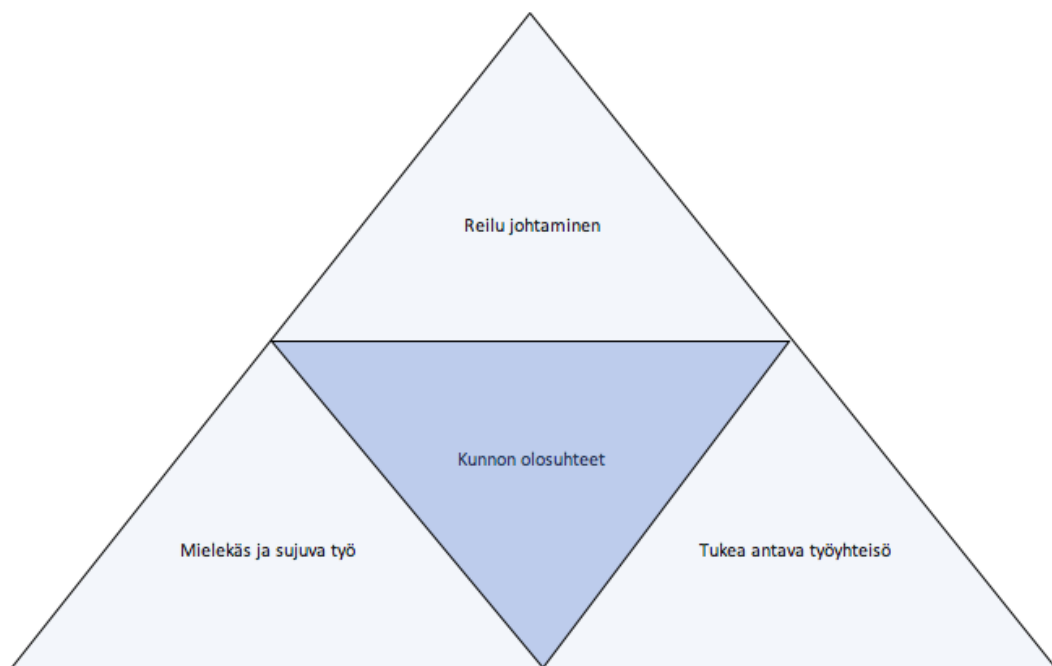 Reilu johtaminen
Kunnon olosuhteet
Mielekäs ja sujuva työ
Tukea antava työyhteisö